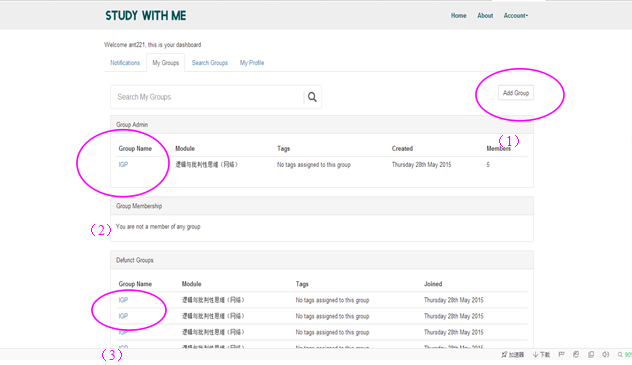 STUDY WITH ME
Home About Account
Welcome ant221, this is your dashboard
Notifications My Groups Search Groups My Profile
Search My Groups
Add Group
(1)
Group Admin
Group Name Module Tags Created Members
IGP 逻辑与批判性思维（网络） No tags assigned to this group Thursday 28th May 2015 5
Group Membership
You are not a member of any group
(2)
Defunct Groups
Group Name Module Tags Joined
IGP 逻辑与批判性思维（网络） No tags assigned to this group Thursday 28th May 2015
IGP 逻辑与批判性思维（网络） No tags assigned to this group Thursday 28th May 2015
IGP 逻辑与批判性思维（网络） No tags assigned to this group Thursday 28th May 2015
IGP 逻辑与批判性思维（网络） No tags assigned to this group Thursday 28th May 2015
(3)
加速器 下载